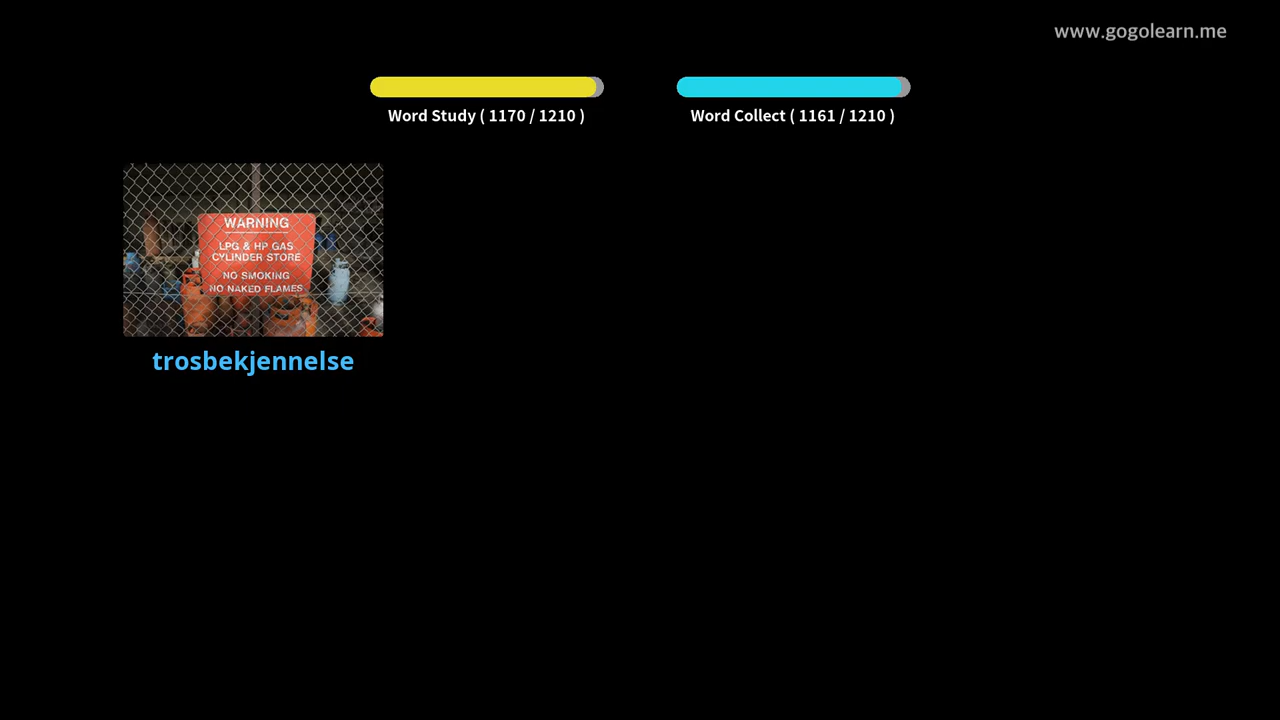 www.gogolearn.me
Word Study ( 1170 / 1210 )
Word Collect ( 1161 / 1210 )
WARNING
LPG & HP GAS
CYLINDER STORE
NO SMOKING
NO NAKED FLAMES
trosbekjennelse